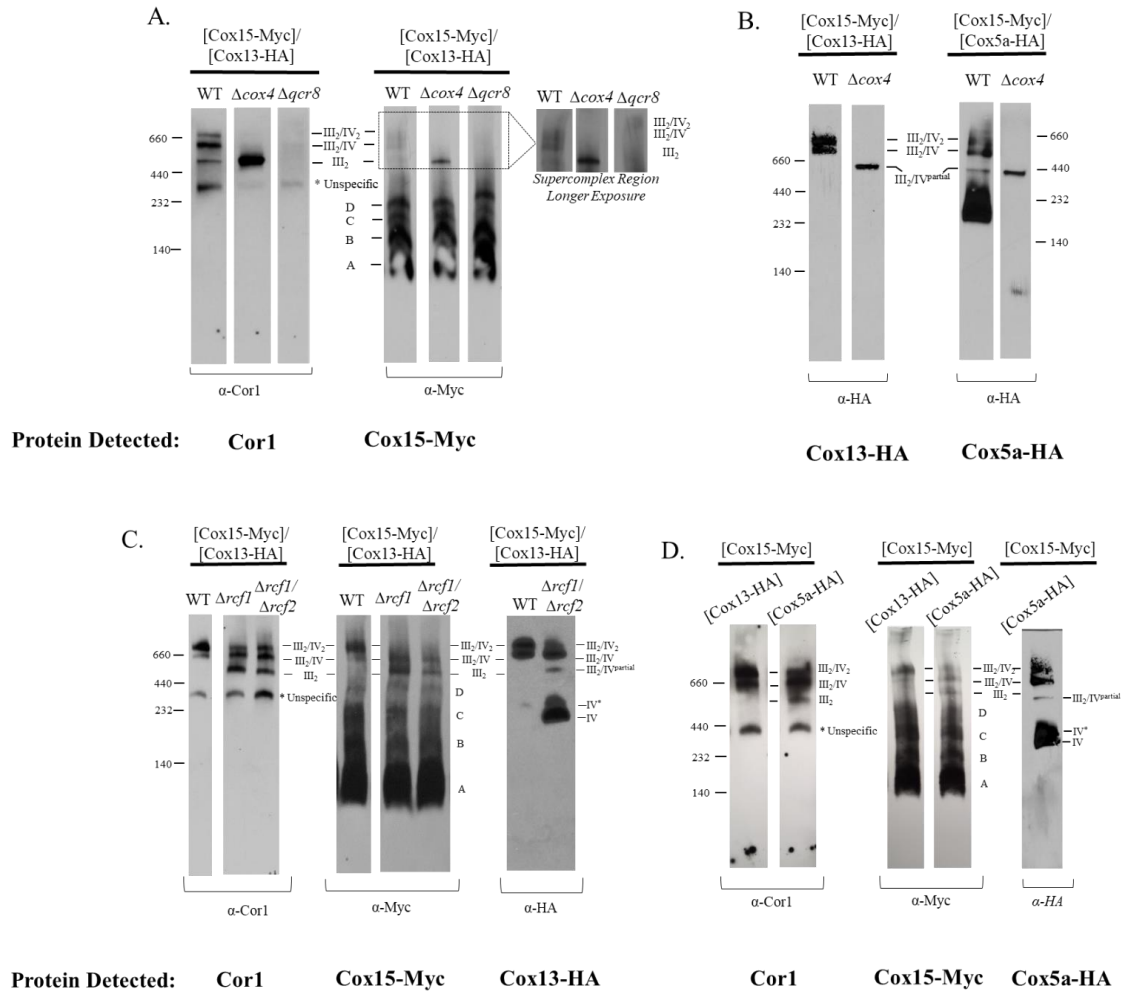 A.
[Cox15-Myc]/
[Cox13-HA]
WT Δcox4 Δqcr8
660
440
232
140
III₂/IV₂
III₂/IV
III₂
* Unspecific
α-Cor1
[Cox15-Myc]/
[Cox13-HA]
WT Δcox4 Δqcr8
D
C
B
A
α-Myc
WT Δcox4 Δqcr8
III₂/IV₂
III₂/IV
III₂
Supercomplex Region
Longer Exposure
B.
[Cox15-Myc]/
[Cox13-HA]
WT Δcox4
660
440
232
140
III₂/IV₂
III₂/IV
III₂/IVᵖᵃʳᵗⁱᵃˡ
α-HA
[Cox15-Myc]/
[Cox5a-HA]
WT Δcox4
660
440
232
140
α-HA
Protein Detected: Cor1 Cox15-Myc Cox13-HA Cox5a-HA
C.
[Cox15-Myc]/
[Cox13-HA]
WT Δrcf1 Δrcf1/
Δrcf2
660
440
232
140
III₂/IV₂
III₂/IV
III₂
* Unspecific
α-Cor1
[Cox15-Myc]/
[Cox13-HA]
WT Δrcf1 Δrcf1/
Δrcf2
III₂/IV₂
III₂/IV
III₂
D
C
B
A
α-Myc
[Cox15-Myc]/
[Cox13-HA]
WT Δrcf1/
Δrcf2
III₂/IV₂
III₂/IV
III₂/IVᵖᵃʳᵗⁱᵃˡ
IV*
IV
α-HA
D.
[Cox15-Myc]
[Cox13-HA]
[Cox5a-HA]
660
440
232
140
III₂/IV₂
III₂/IV
III₂
* Unspecific
α-Cor1
[Cox15-Myc]
[Cox13-HA]
[Cox5a-HA]
III₂/IV₂
III₂/IV
III₂
D
C
B
A
α-Myc
[Cox15-Myc]
[Cox5a-HA]
III₂/IVᵖᵃʳᵗⁱᵃˡ
IV*
IV
α-HA
Protein Detected: Cor1 Cox15-Myc Cox13-HA Cor1 Cox15-Myc Cox5a-HA